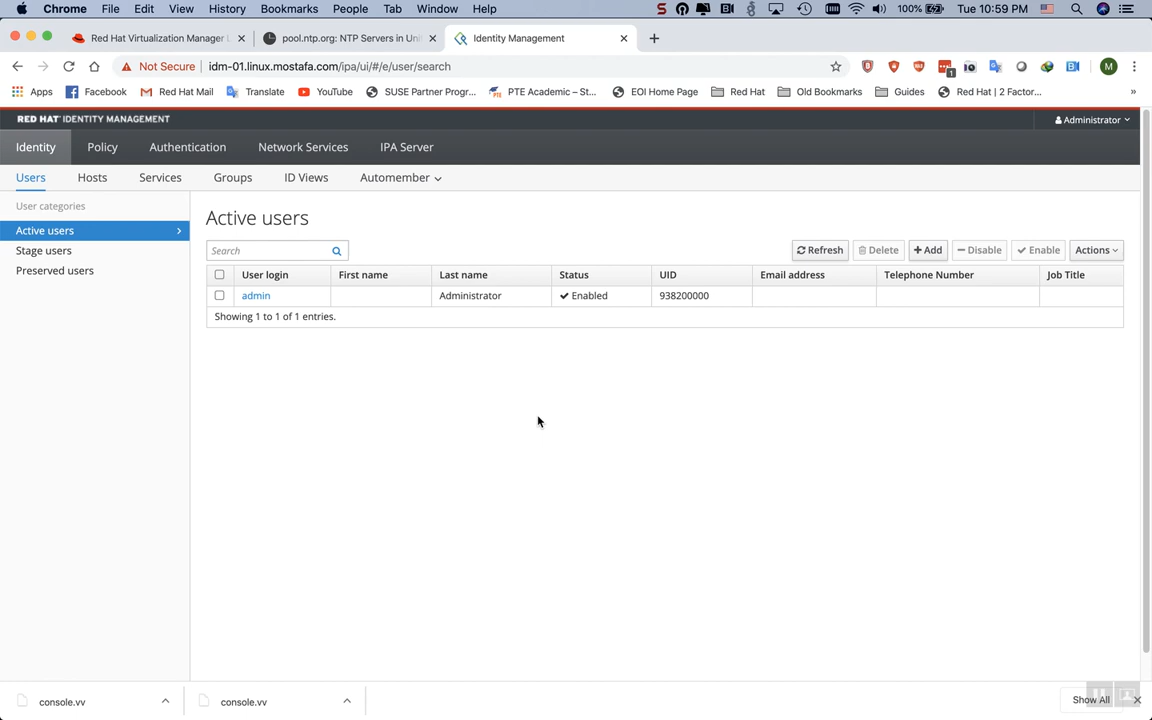 Chrome File Edit View History Bookmarks People Tab Window Help 100% Tue 10:59 PM
Red Hat Virtualization Manager pool.ntp.org: NTP Servers in Identity Management
Not Secure idm-01.linux.mostafa.com/ipa/ui/#/e/user/search M
Apps Facebook Red Hat Mail Translate YouTube SUSE Partner Progr... PTE Academic – St... EOI Home Page Red Hat Old Bookmarks Guides Red Hat | 2 Factor... »
RED HAT IDENTITY MANAGEMENT Administrator
Identity Policy Authentication Network Services IPA Server
Users Hosts Services Groups ID Views Automember
User categories
Active users
Stage users
Preserved users
Active users
Search Refresh Delete Add Disable Enable Actions
User login First name Last name Status UID Email address Telephone Number Job Title
admin Administrator Enabled 938200000
Showing 1 to 1 of 1 entries.
console.vv console.vv Show All